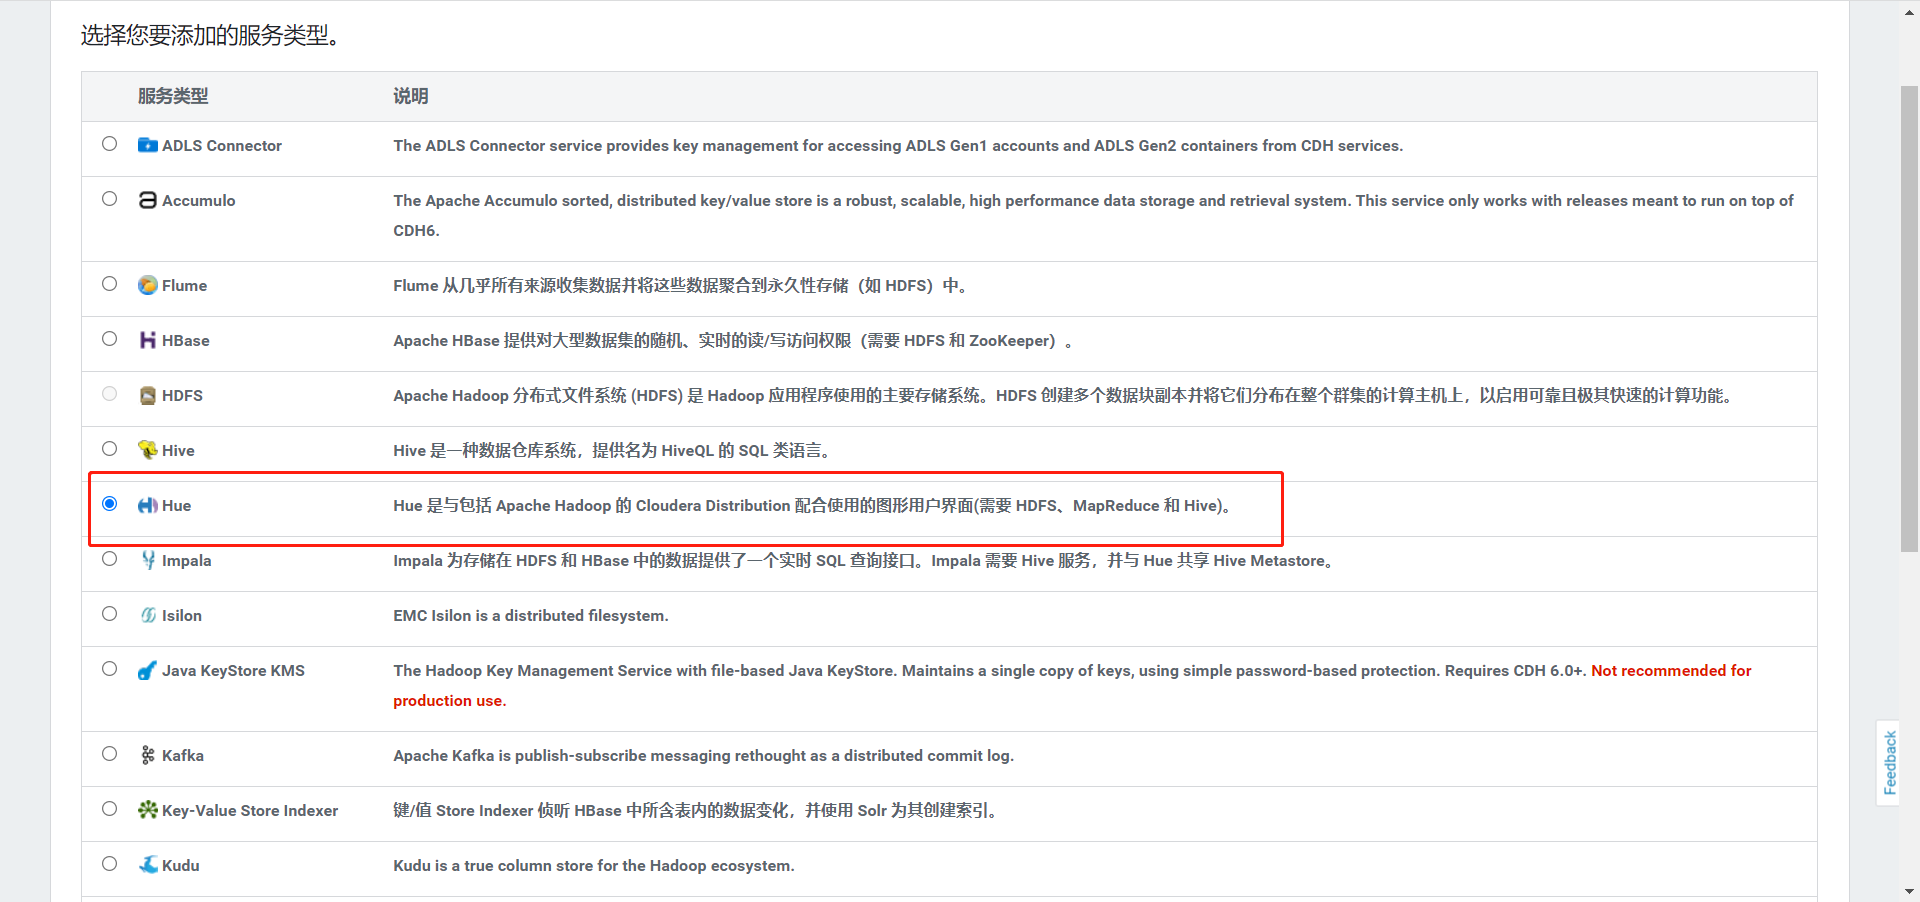 选择您要添加的服务类型。
服务类型 说明
ADLS Connector The ADLS Connector service provides key management for accessing ADLS Gen1 accounts and ADLS Gen2 containers from CDH services.
Accumulo The Apache Accumulo sorted, distributed key/value store is a robust, scalable, high performance data storage and retrieval system. This service only works with releases meant to run on top of
CDH6.
Flume Flume 从几乎所有来源收集数据并将这些数据聚合到永久性存储（如 HDFS）中。
HBase Apache HBase 提供对大型数据集的随机、实时的读/写访问权限（需要 HDFS 和 ZooKeeper）。
HDFS Apache Hadoop 分布式文件系统 (HDFS) 是 Hadoop 应用程序使用的主要存储系统。HDFS 创建多个数据块副本并将它们分布在整个群集的计算主机上，以启用可靠且极其快速的计算功能。
Hive Hive 是一种数据仓库系统，提供名为 HiveQL 的 SQL 类语言。
Hue Hue 是与包括 Apache Hadoop 的 Cloudera Distribution 配合使用的图形用户界面(需要 HDFS、MapReduce 和 Hive)。
Impala Impala 为存储在 HDFS 和 HBase 中的数据提供了一个实时 SQL 查询接口。Impala 需要 Hive 服务，并与 Hue 共享 Hive Metastore。
Isilon EMC Isilon is a distributed filesystem.
Java KeyStore KMS The Hadoop Key Management Service with file-based Java KeyStore. Maintains a single copy of keys, using simple password-based protection. Requires CDH 6.0+. Not recommended for
production use.
Kafka Apache Kafka is publish-subscribe messaging rethought as a distributed commit log.
Key-Value Store Indexer 键/值 Store Indexer 侦听 HBase 中所含表内的数据变化，并使用 Solr 为其创建索引。
Kudu Kudu is a true column store for the Hadoop ecosystem.
Feedback